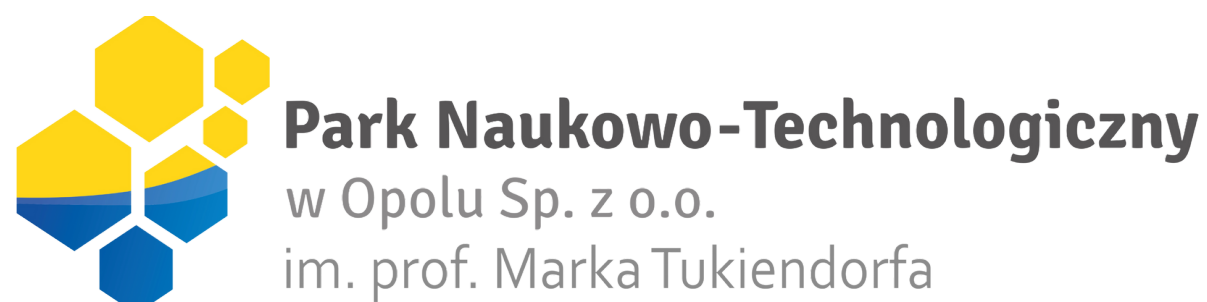 Park Naukowo-Technologiczny
w Opolu Sp. z o.o.
im. prof. Marka Tukiendorfa